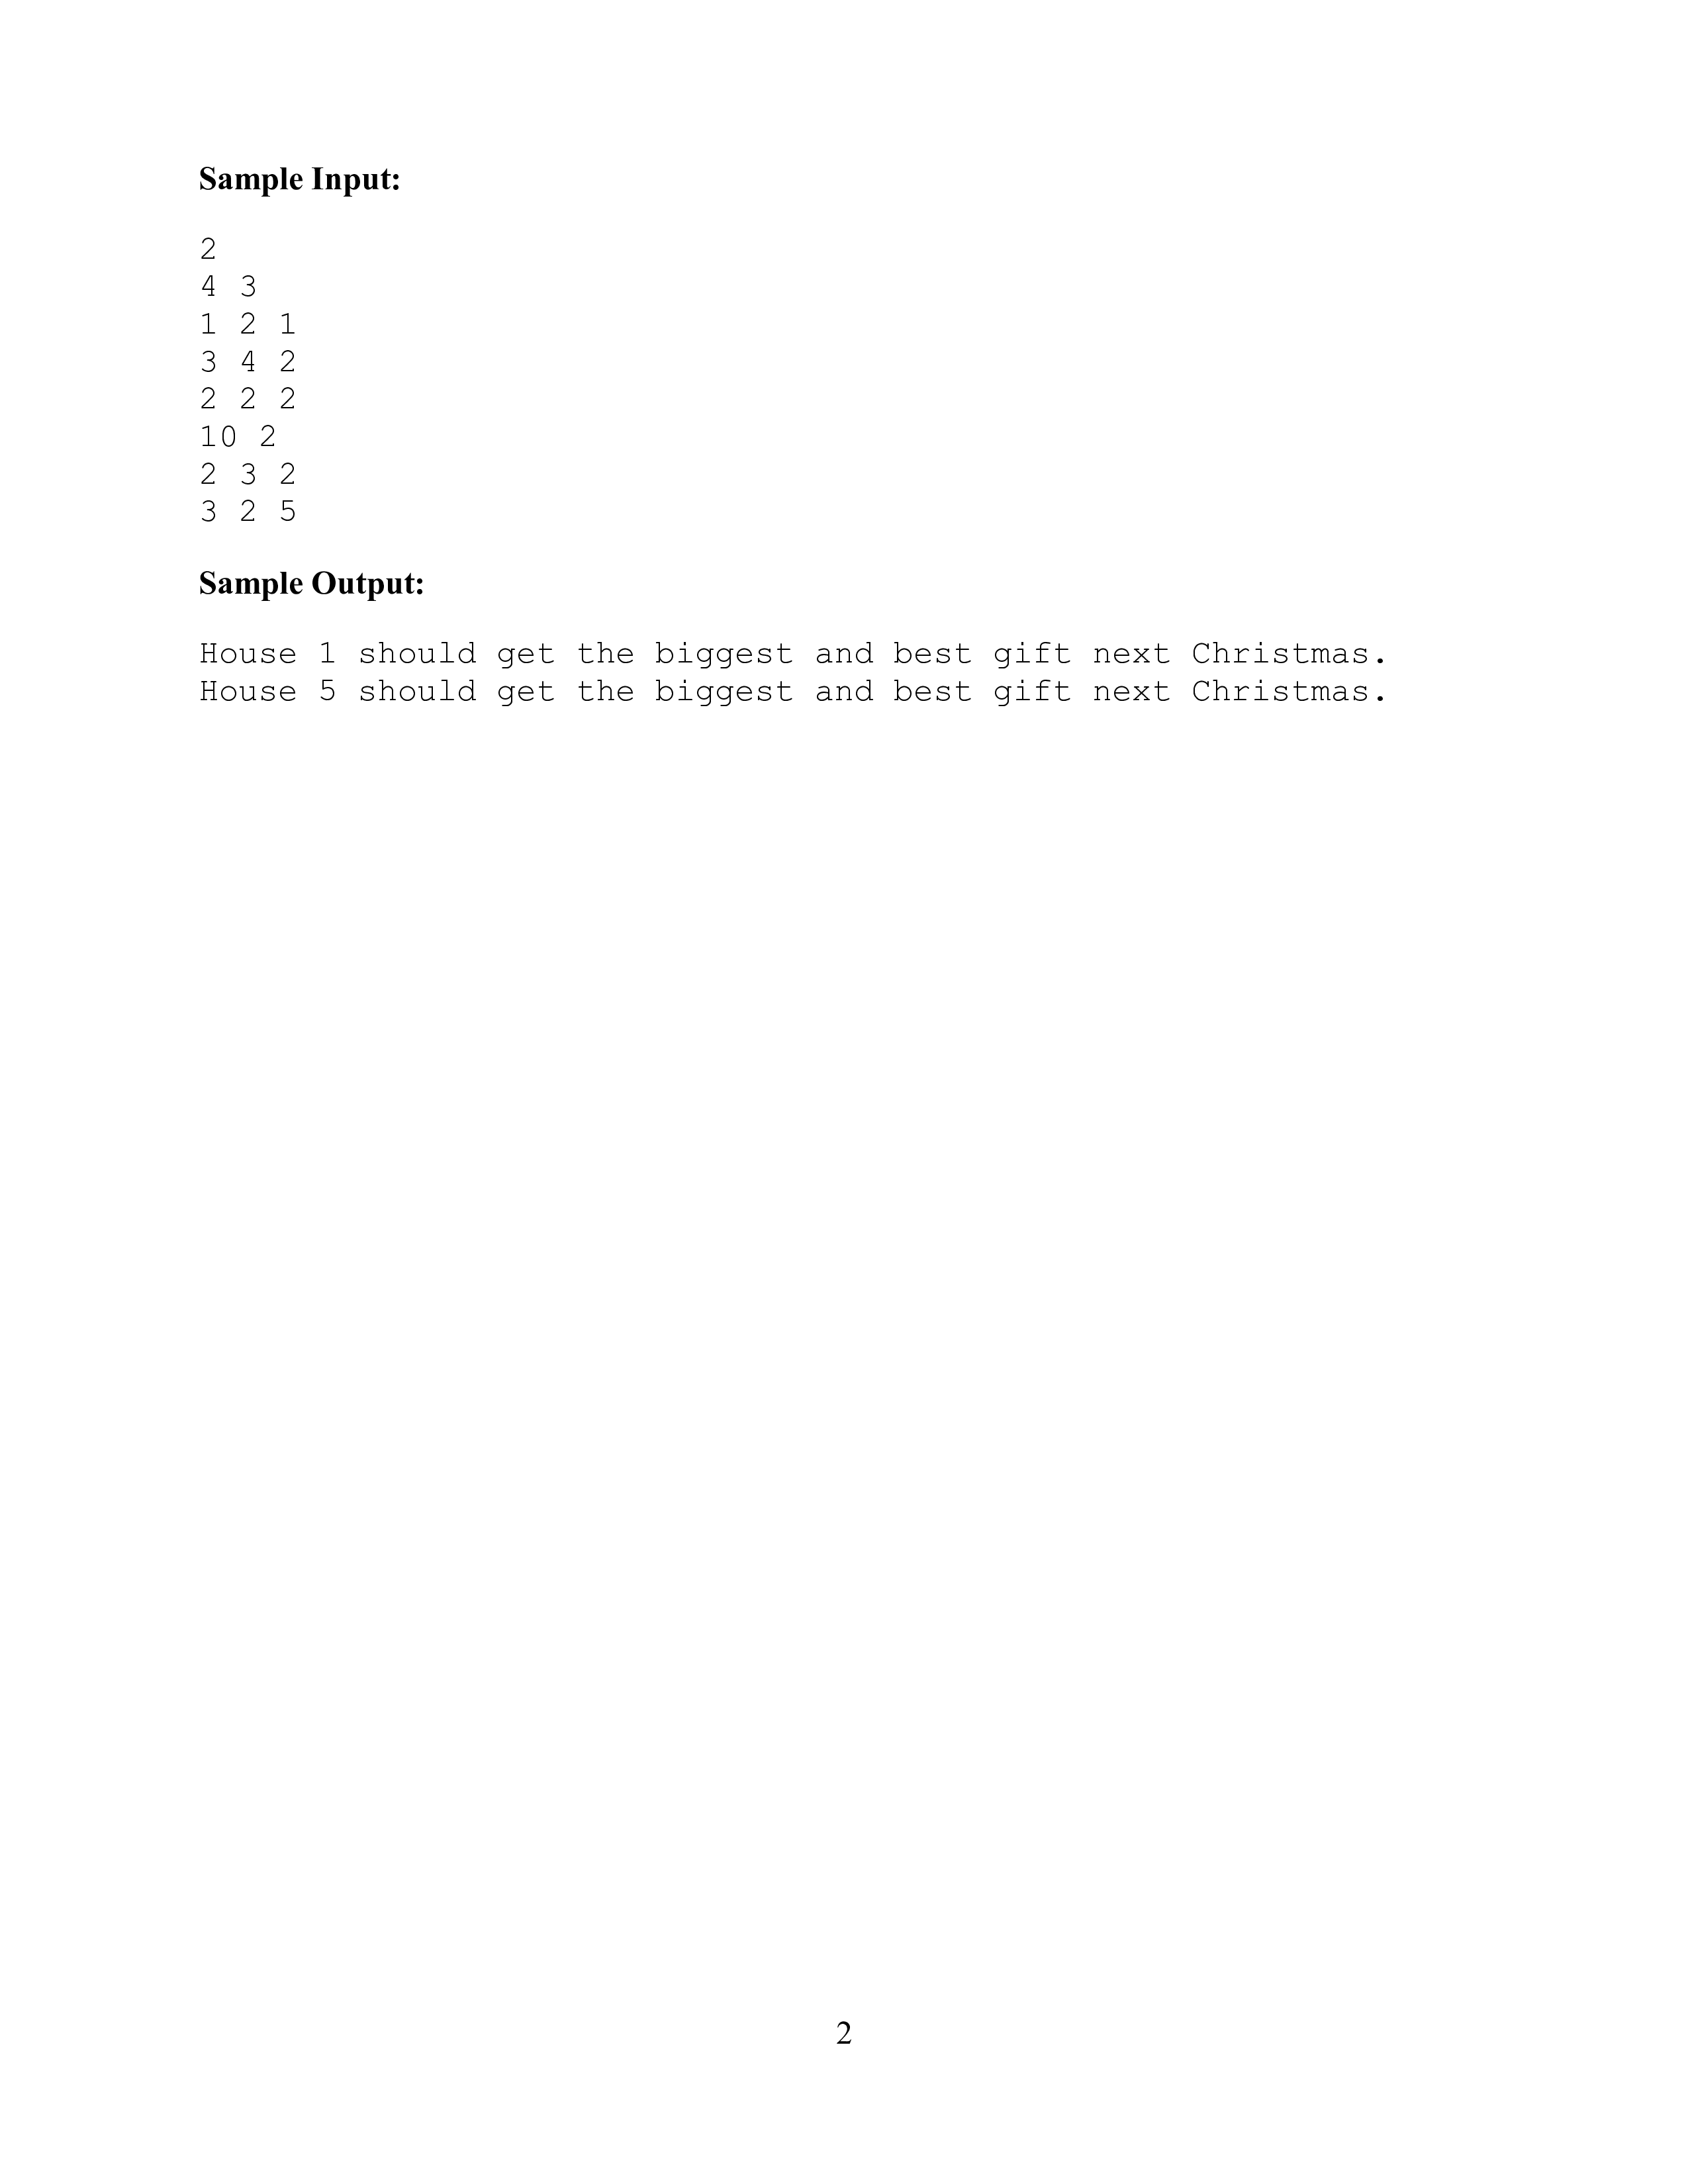 Sample Input:
2
4 3
1 2 1
3 4 2
2 2 2
10 2
2 3 2
3 2 5
Sample Output:
House 1 should get the biggest and best gift next Christmas.
House 5 should get the biggest and best gift next Christmas.
2